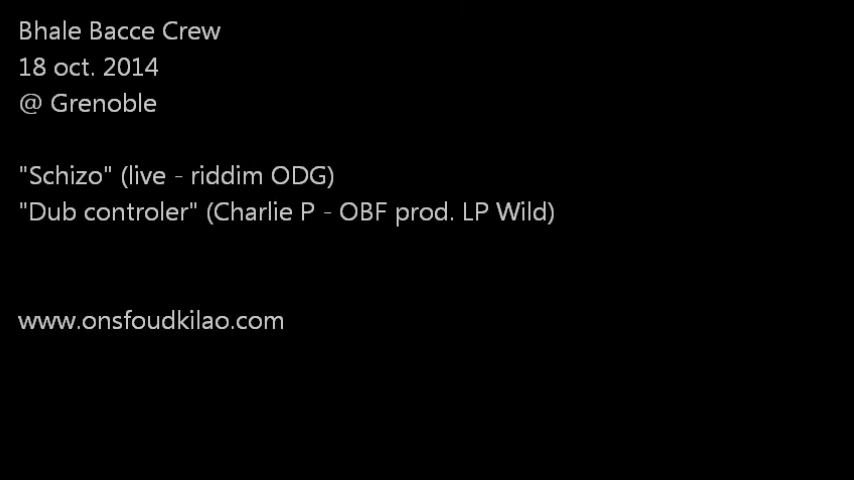 Bhale Bacce Crew
18 oct. 2014
@ Grenoble
"Schizo" (live - riddim ODG)
"Dub controler" (Charlie P - OBF prod. LP Wild)
www.onsfoudkilao.com